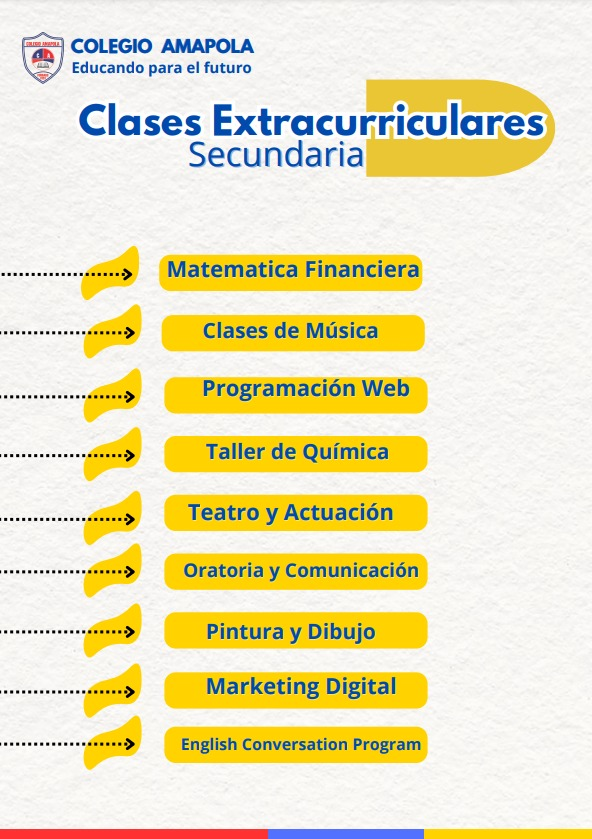 COLEGIO AMAPOLA
COLEGIO AMAPOLA
Educando para el futuro
Clases Extracurriculares
Secundaria
Matematica Financiera
Clases de Música
Programación Web
Taller de Química
Teatro y Actuación
Oratoria y Comunicación
Pintura y Dibujo
Marketing Digital
English Conversation Program